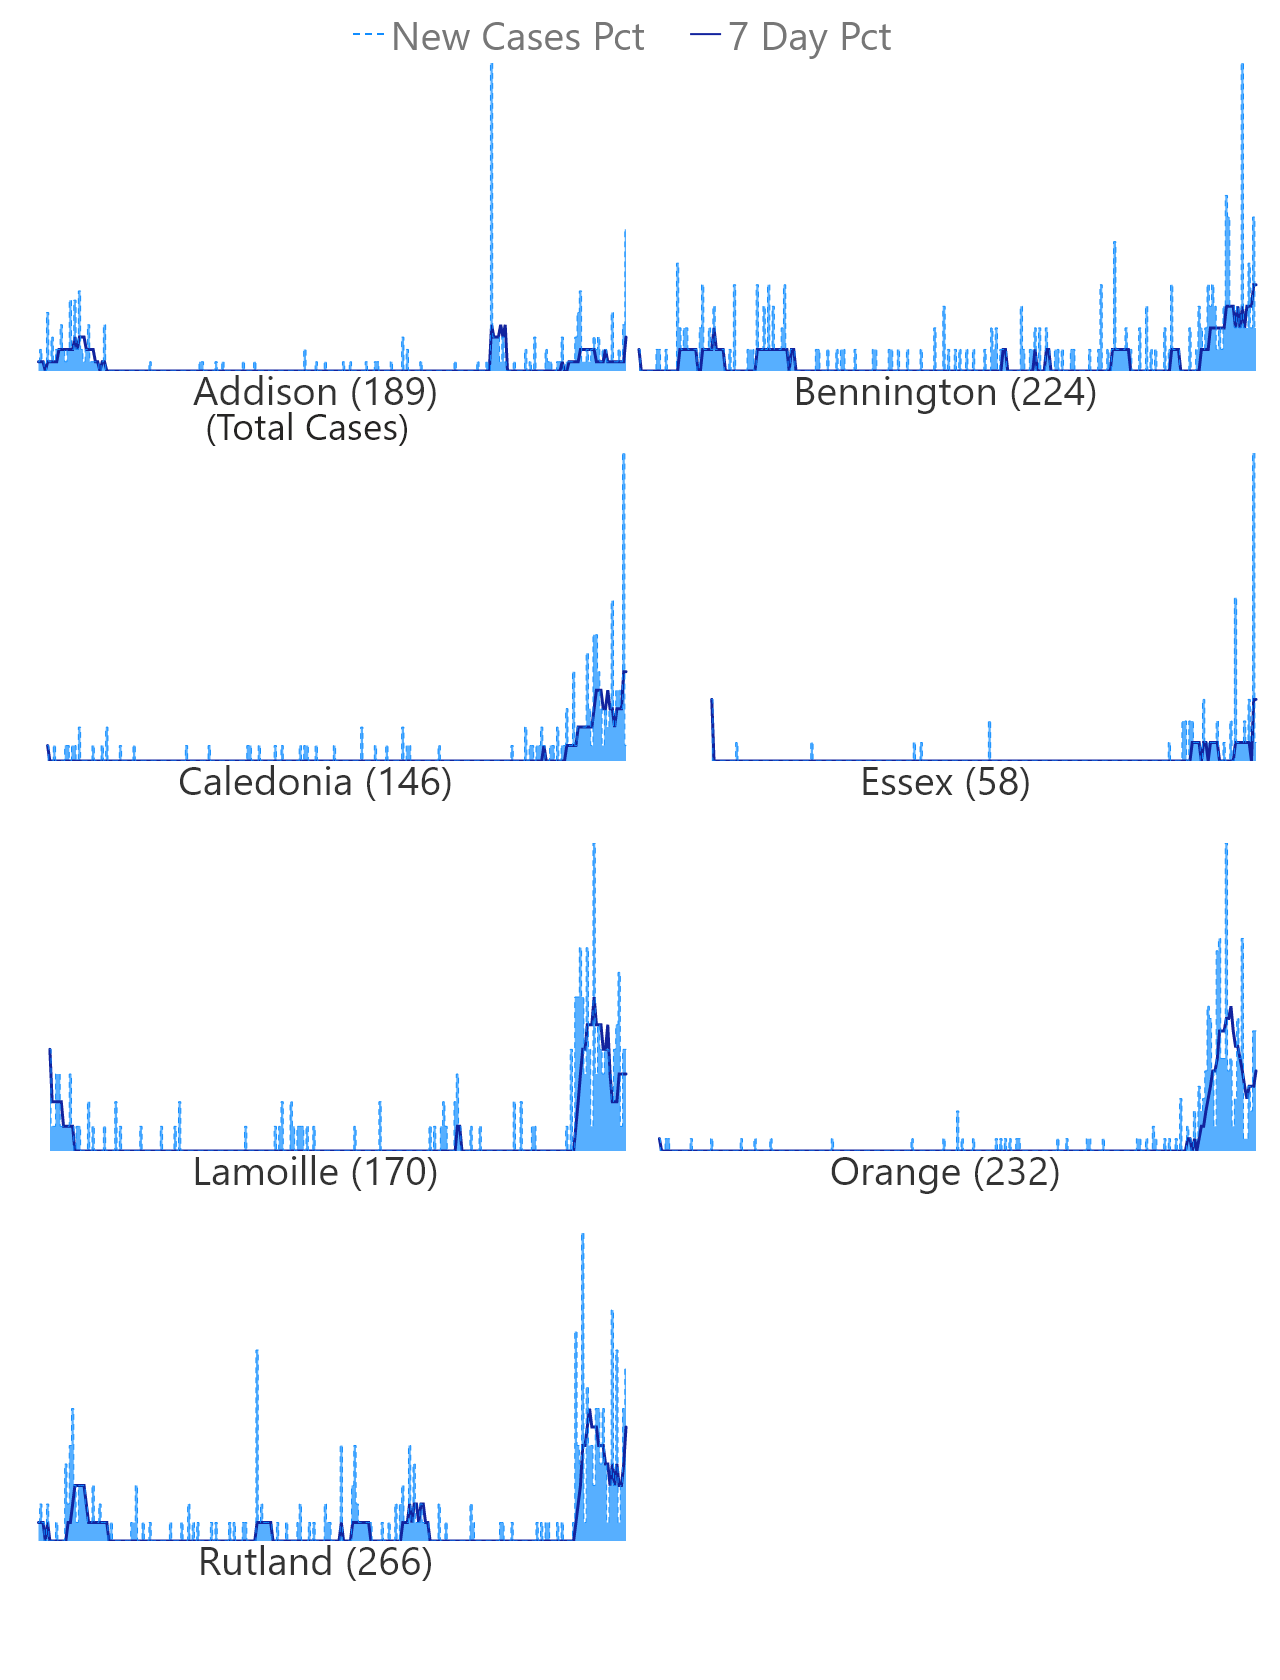 New Cases Pct 7 Day Pct
Addison (189) Bennington (224)
(Total Cases)
Caledonia (146) Essex (58)
Lamoille (170) Orange (232)
Rutland (266)